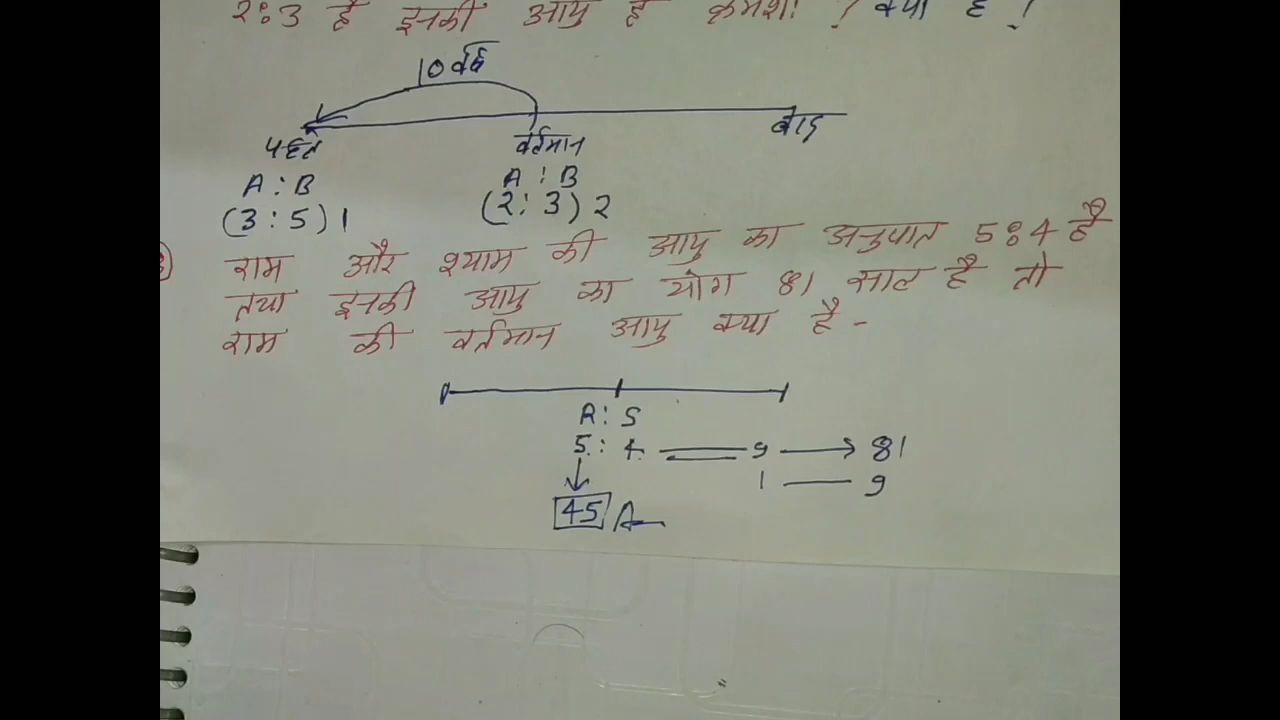 2:3 है इनकी आयु है क्रमशः ? क्या है !
10 वर्ष
पहले वर्तमान बाद
A : B A : B
(3 : 5) 1 (2 : 3) 2
राम और श्याम की आयु का अनुपात 5:4 है
तथा इनकी आयु का योग 81 साल है तो
राम की वर्तमान आयु क्या है -
R : S
5 : 4 9 → 81
1 — 9
45 A